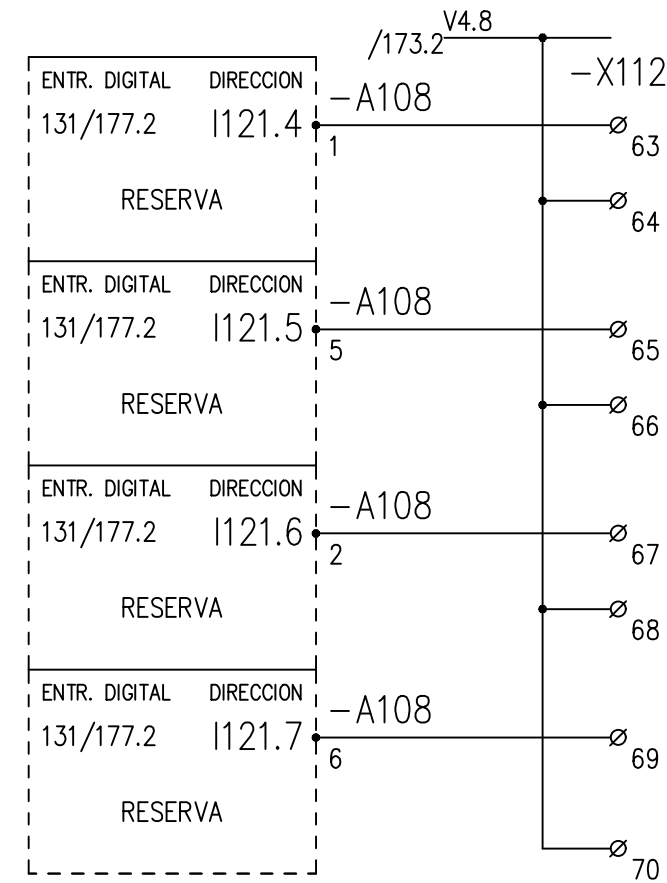 V4.8
/173.2
-X112
ENTR. DIGITAL DIRECCION
-A108
131/177.2 I121.4
1
63
RESERVA
64
ENTR. DIGITAL DIRECCION
-A108
131/177.2 I121.5
5
65
RESERVA
66
ENTR. DIGITAL DIRECCION
-A108
131/177.2 I121.6
2
67
RESERVA
68
ENTR. DIGITAL DIRECCION
-A108
131/177.2 I121.7
6
69
RESERVA
70